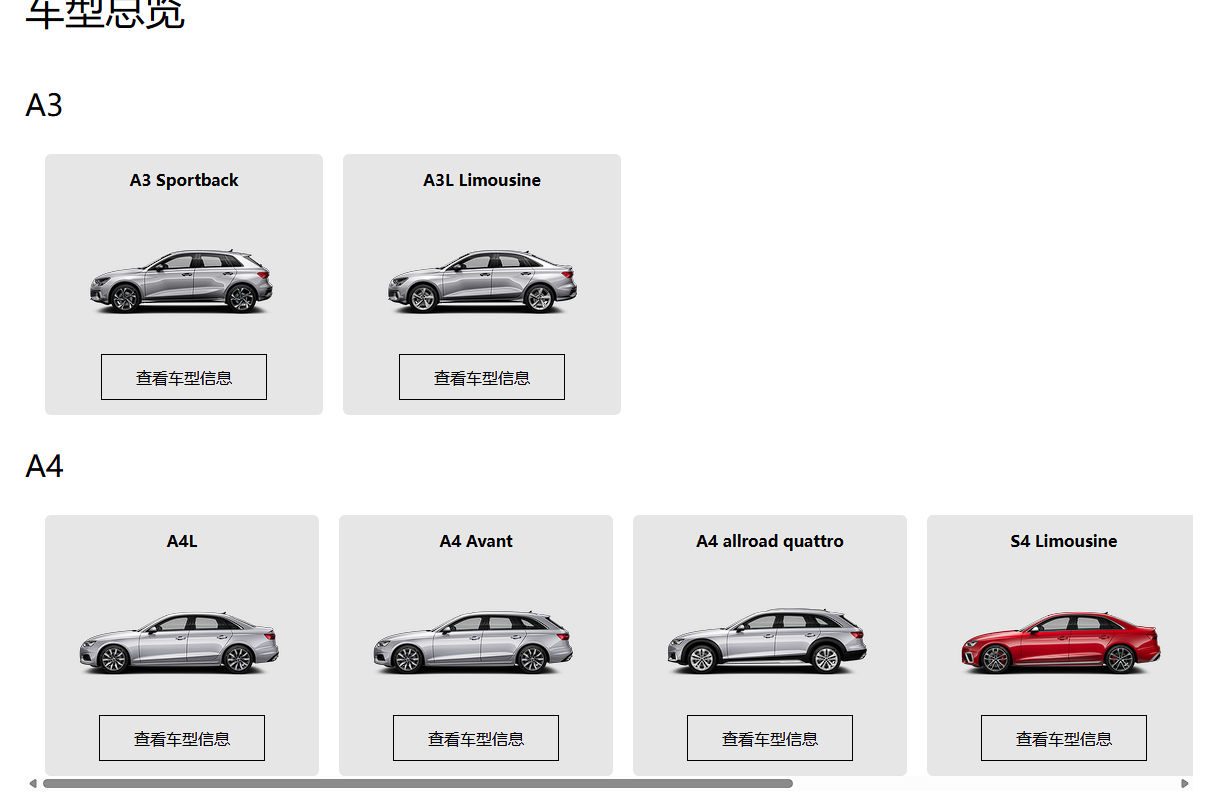 车型总览
A3
A3 Sportback
A3L Limousine
查看车型信息
查看车型信息
A4
A4L
A4 Avant
A4 allroad quattro
S4 Limousine
查看车型信息
查看车型信息
查看车型信息
查看车型信息